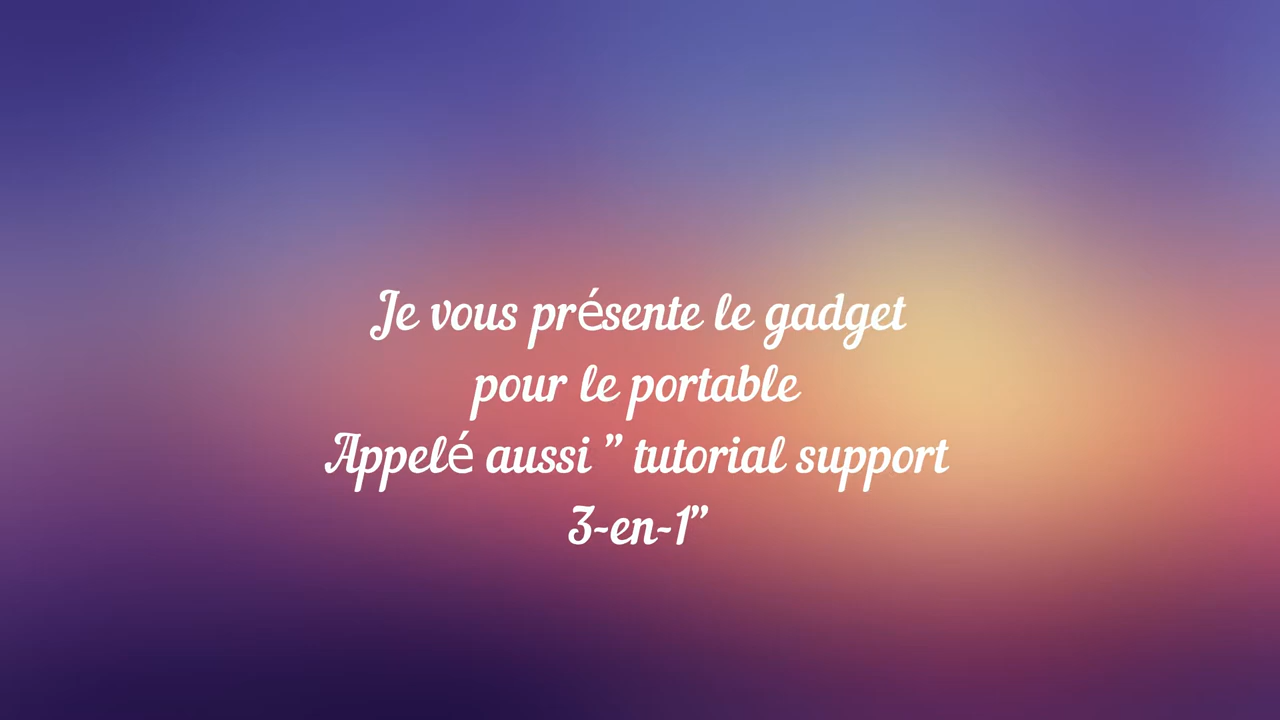 Je vous présente le gadget
pour le portable
Appelé aussi ” tutorial support
3-en-1”